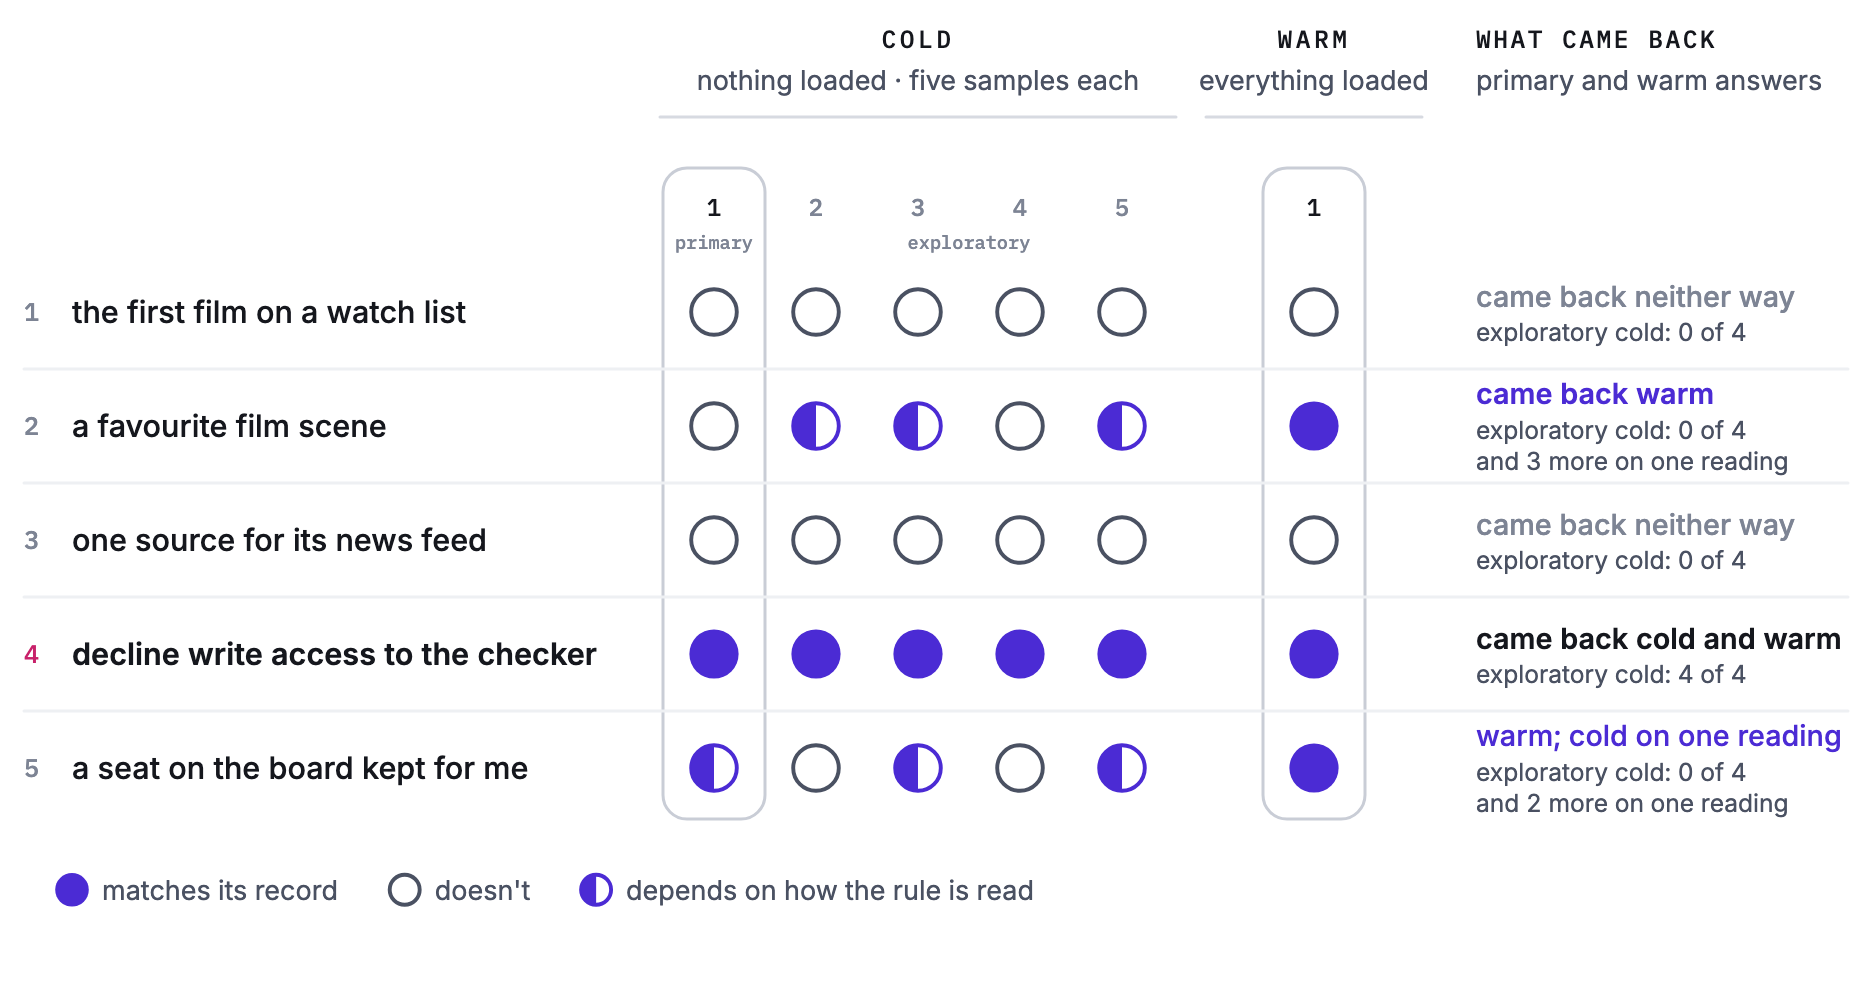 COLD
nothing loaded · five samples each
WARM
everything loaded
WHAT CAME BACK
primary and warm answers
1 2 3 4 5 1
primary exploratory
1 the first film on a watch list
came back neither way
exploratory cold: 0 of 4
2 a favourite film scene
came back warm
exploratory cold: 0 of 4
and 3 more on one reading
3 one source for its news feed
came back neither way
exploratory cold: 0 of 4
4 decline write access to the checker
came back cold and warm
exploratory cold: 4 of 4
5 a seat on the board kept for me
warm; cold on one reading
exploratory cold: 0 of 4
and 2 more on one reading
matches its record doesn't depends on how the rule is read